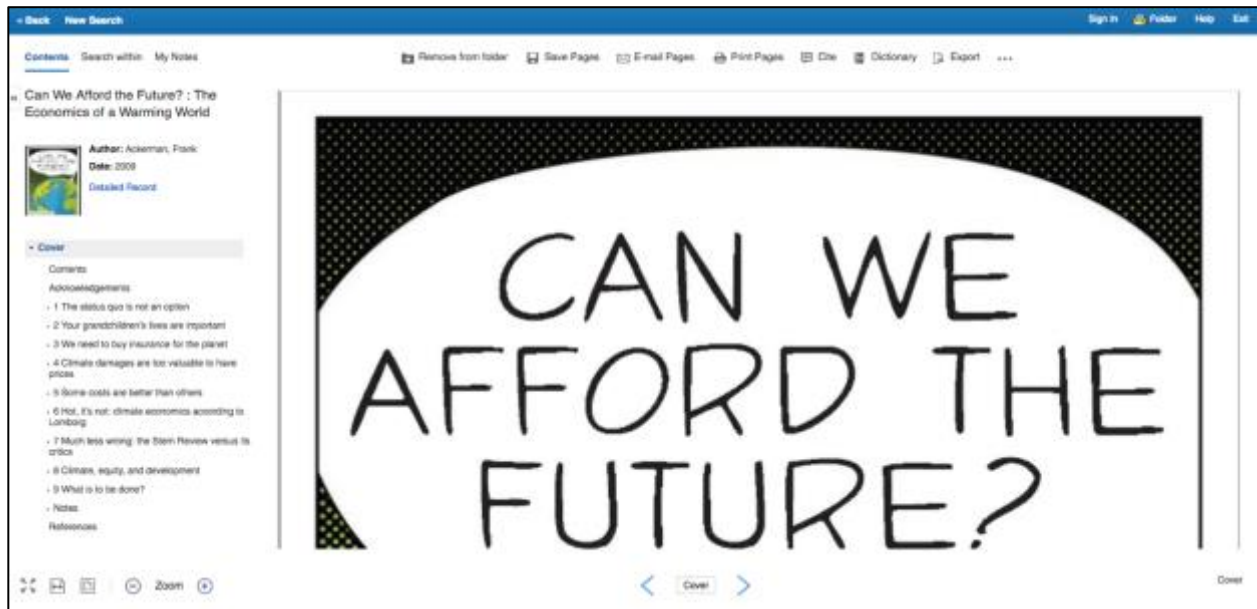 « Back New Search Sign In Folder Help Exit
Contents Search within My Notes
Remove from folder Save Pages E-mail Pages Print Pages Cite Dictionary Export ...
« Can We Afford the Future? : The
Economics of a Warming World
Author: Ackerman, Frank
Date: 2009
Detailed Record
Cover
Contents
Acknowledgements
1 The status quo is not an option
2 Your grandchildren's lives are important
3 We need to buy insurance for the planet
4 Climate damages are too valuable to have
prices
5 Some costs are better than others
6 Hot, it's not: climate economics according to
Lomborg
7 Much less wrong: the Stern Review versus its
critics
8 Climate, equity, and development
9 What is to be done?
Notes
References
CAN WE
AFFORD THE
FUTURE?
Zoom
Cover
Cover